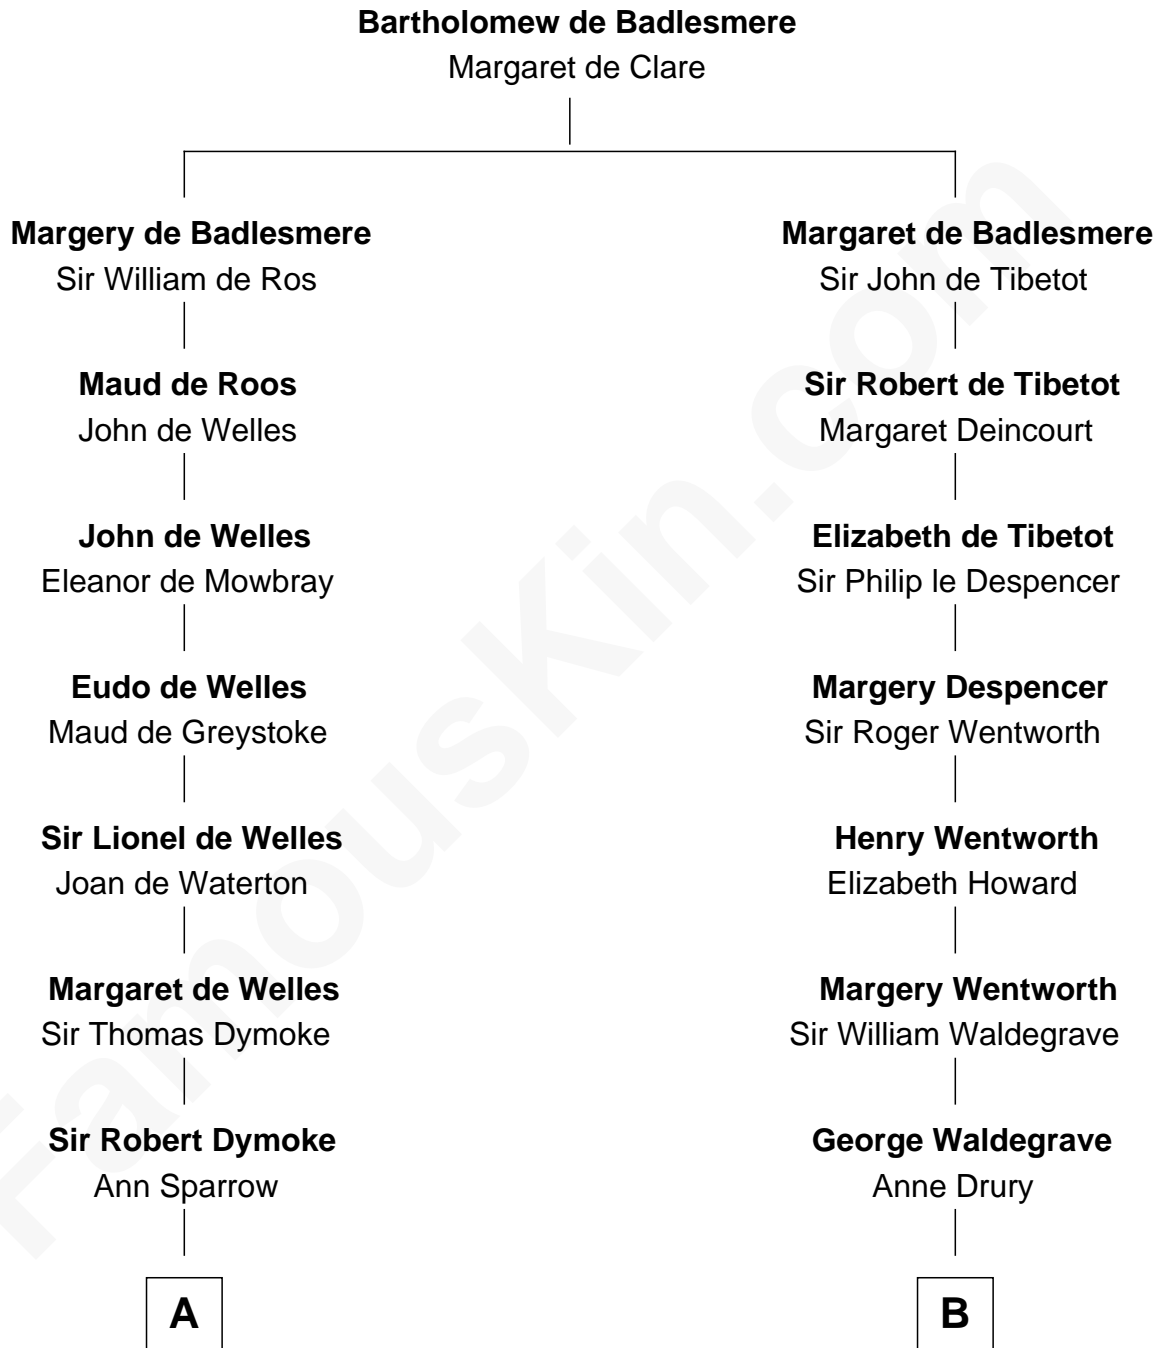 Bartholomew de Badlesmere
Margaret de Clare
Margery de Badlesmere
Sir William de Ros
Margaret de Badlesmere
Sir John de Tibetot
Maud de Roos
John de Welles
Sir Robert de Tibetot
Margaret Deincourt
John de Welles
Eleanor de Mowbray
Elizabeth de Tibetot
Sir Philip le Despencer
Eudo de Welles
Maud de Greystoke
Margery Despencer
Sir Roger Wentworth
Sir Lionel de Welles
Joan de Waterton
Henry Wentworth
Elizabeth Howard
Margaret de Welles
Sir Thomas Dymoke
Margery Wentworth
Sir William Waldegrave
Sir Robert Dymoke
Ann Sparrow
George Waldegrave
Anne Drury
A
B
FamousKin.com